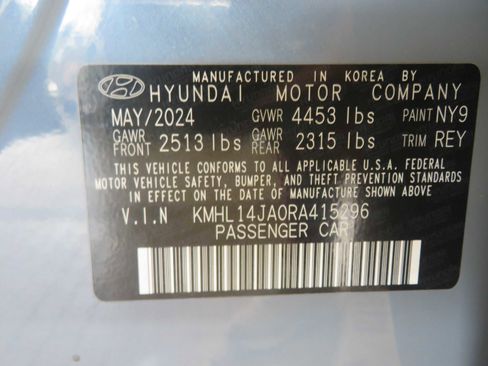 MANUFACTURED IN KOREA BY
HYUNDAI MOTOR COMPANY
MAY/2024 GVWR 4453 lbs PAINT NY9
GAWR FRONT 2513 lbs GAWR REAR 2315 lbs TRIM REY
THIS VEHICLE CONFORMS TO ALL APPLICABLE U.S.A. FEDERAL
MOTOR VEHICLE SAFETY, BUMPER, AND THEFT PREVENTION STANDARDS
IN EFFECT ON THE DATE OF MANUFACTURE SHOWN ABOVE.
V.I.N KMHL14JA0RA415296
PASSENGER CAR